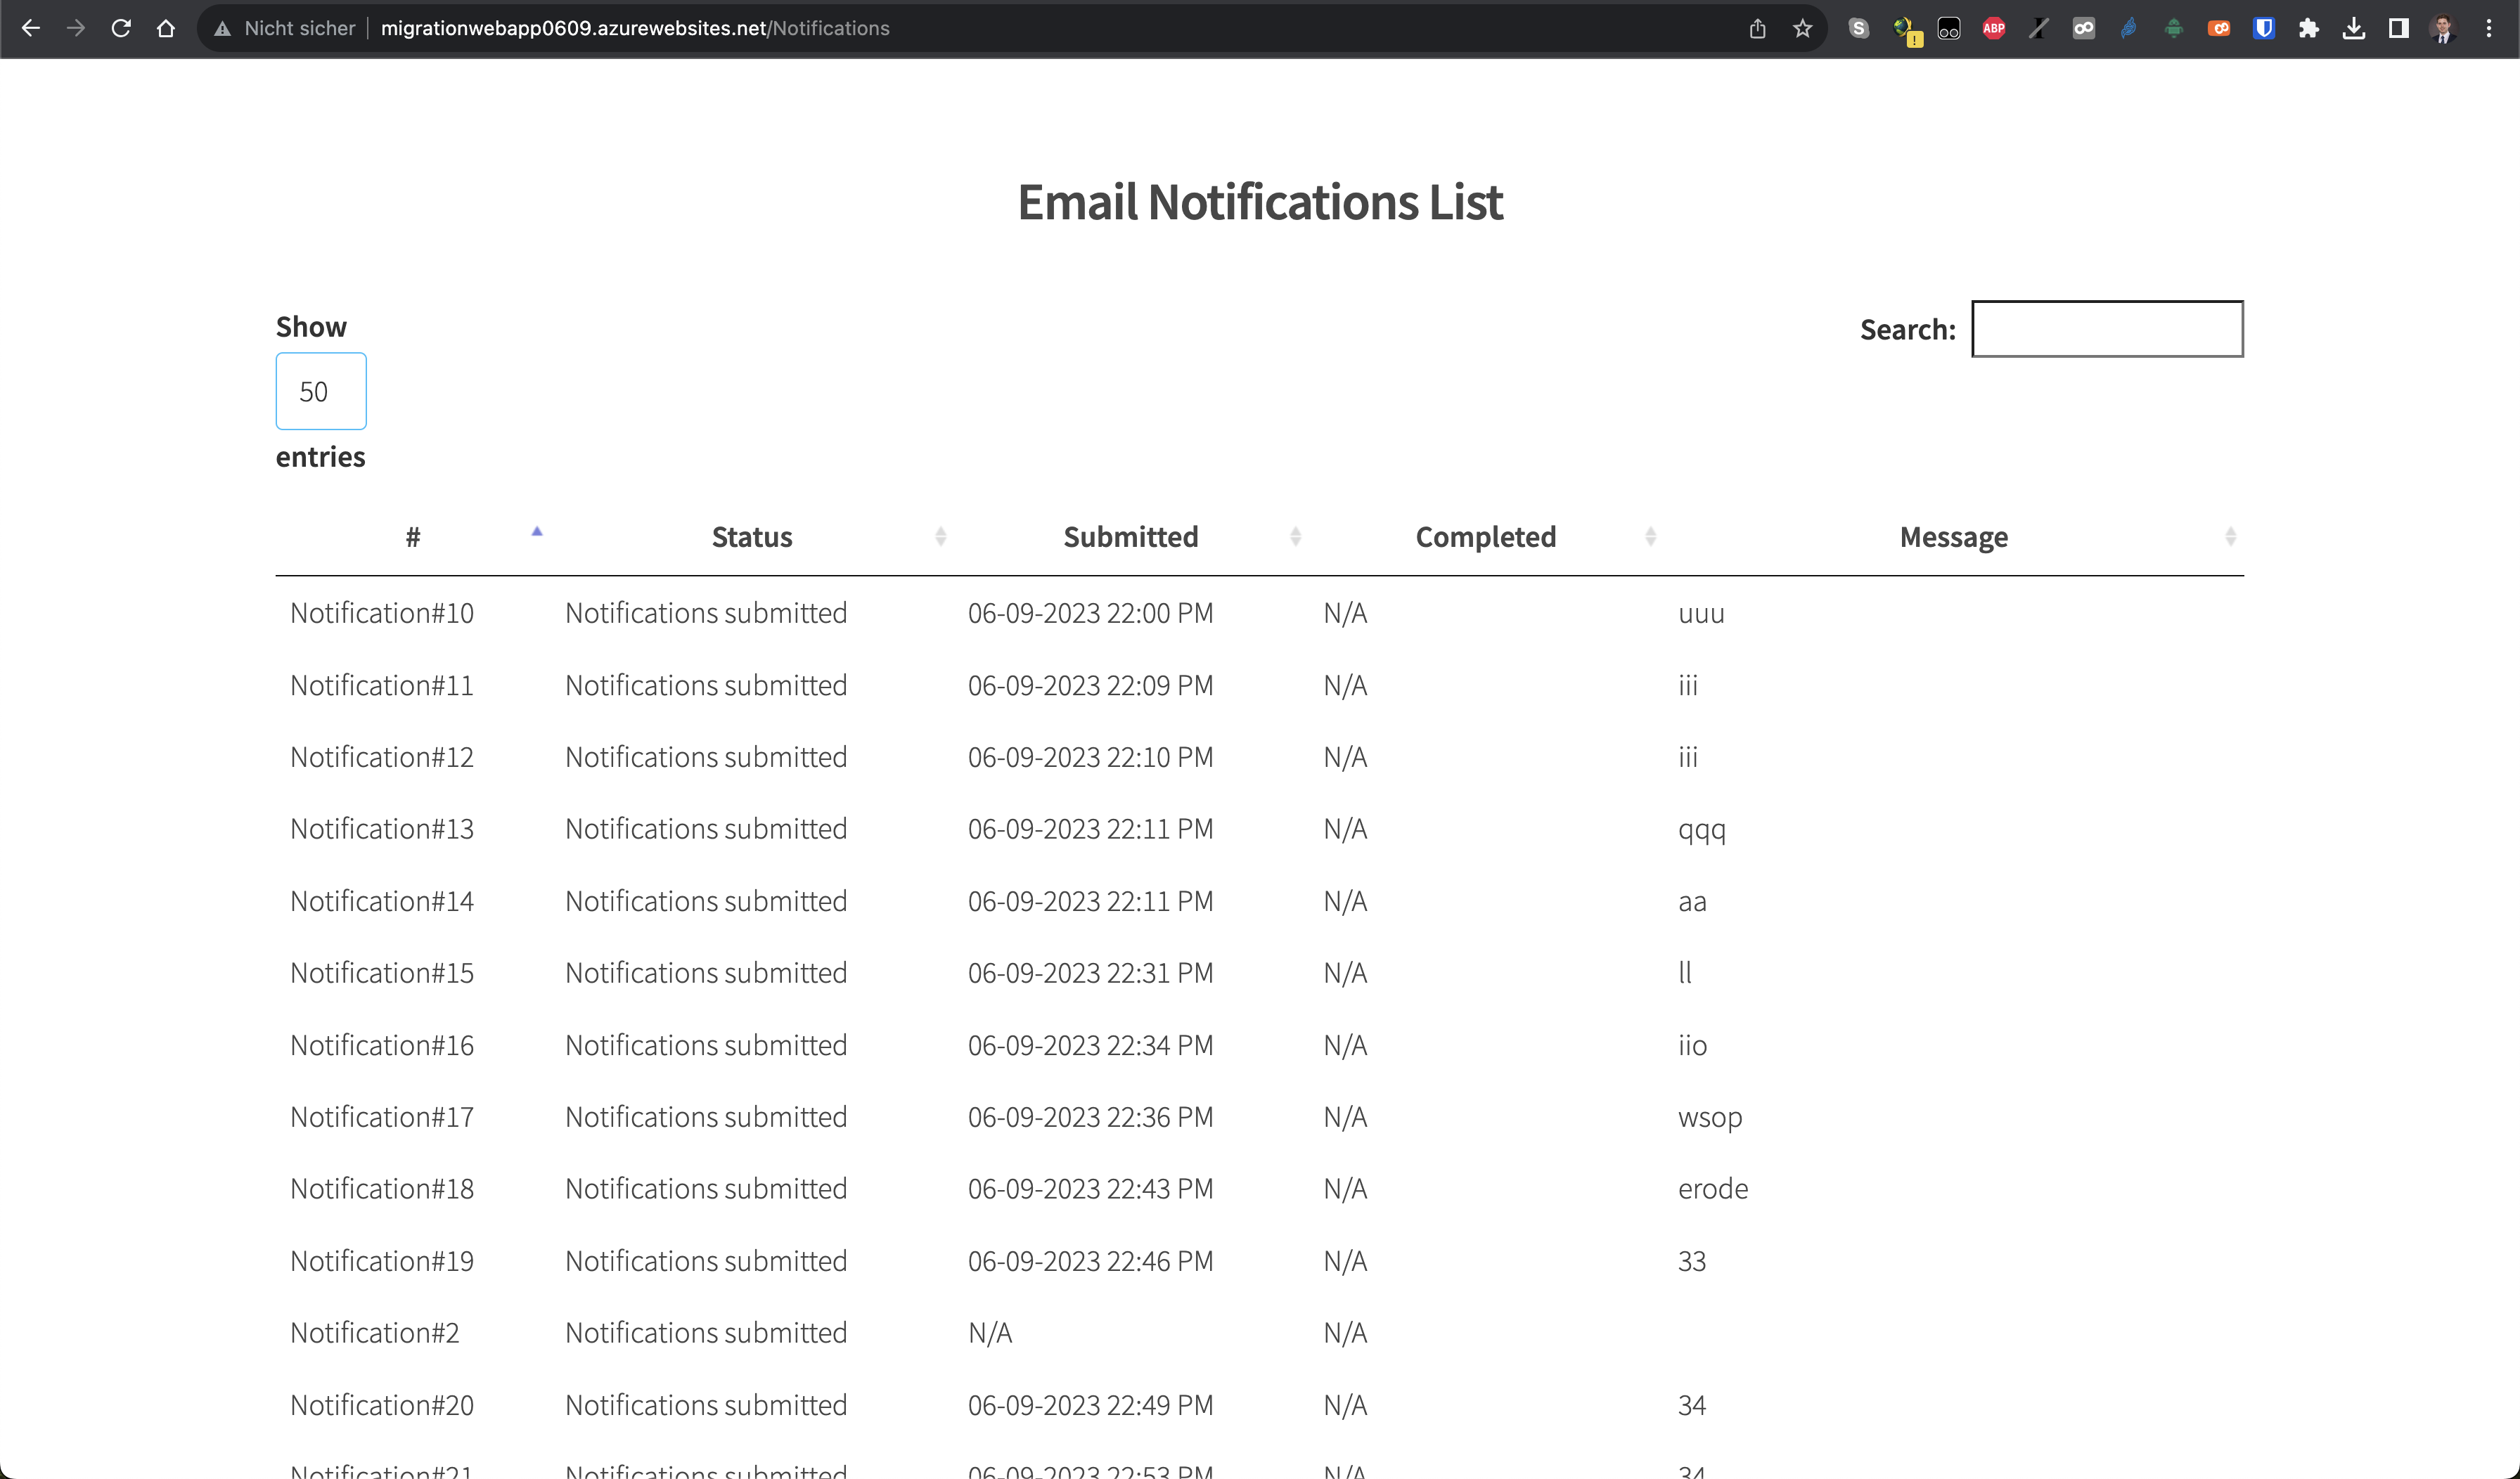 Nicht sicher migrationwebapp0609.azurewebsites.net/Notifications
ABP
Email Notifications List
Show
50
entries
Search:
# Status Submitted Completed Message
Notification#10 Notifications submitted 06-09-2023 22:00 PM N/A uuu
Notification#11 Notifications submitted 06-09-2023 22:09 PM N/A iii
Notification#12 Notifications submitted 06-09-2023 22:10 PM N/A iii
Notification#13 Notifications submitted 06-09-2023 22:11 PM N/A qqq
Notification#14 Notifications submitted 06-09-2023 22:11 PM N/A aa
Notification#15 Notifications submitted 06-09-2023 22:31 PM N/A ll
Notification#16 Notifications submitted 06-09-2023 22:34 PM N/A iio
Notification#17 Notifications submitted 06-09-2023 22:36 PM N/A wsop
Notification#18 Notifications submitted 06-09-2023 22:43 PM N/A erode
Notification#19 Notifications submitted 06-09-2023 22:46 PM N/A 33
Notification#2 Notifications submitted N/A N/A
Notification#20 Notifications submitted 06-09-2023 22:49 PM N/A 34
Notification#21 Notifications submitted 06-09-2023 22:53 PM N/A 34